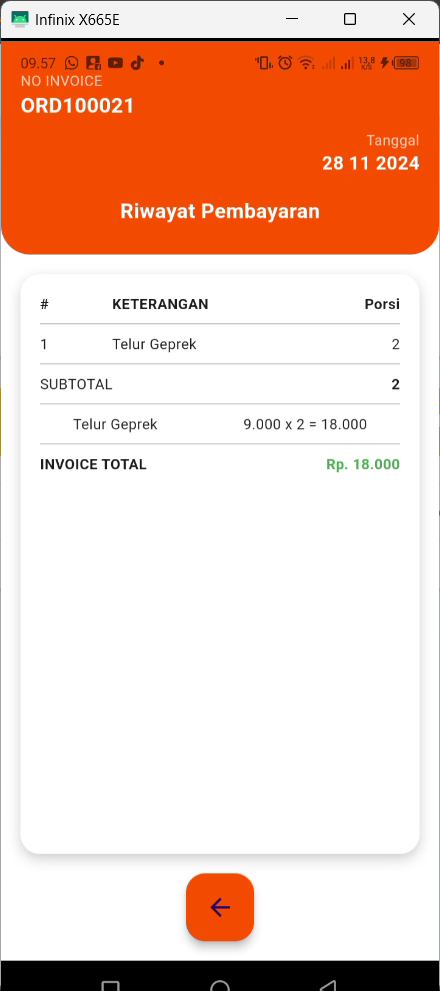 Infinix X665E
09.57
13,8
K/S
98
NO INVOICE
ORD100021
Tanggal
28 11 2024
Riwayat Pembayaran
# KETERANGAN Porsi
1 Telur Geprek 2
SUBTOTAL 2
Telur Geprek 9.000 x 2 = 18.000
INVOICE TOTAL Rp. 18.000